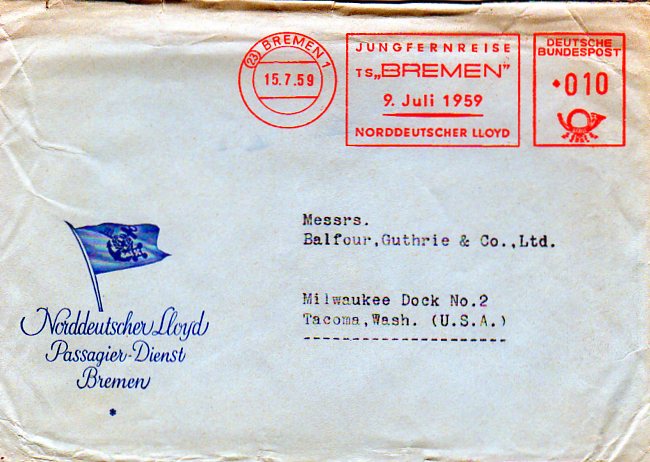 (23) BREMEN 1
15.7.59
JUNGFERNREISE
TS „BREMEN”
9. Juli 1959
NORDDEUTSCHER LLOYD
DEUTSCHE
BUNDESPOST
010
Messrs.
Balfour,Guthrie & Co.,Ltd.
Milwaukee Dock No.2
Tacoma,Wash. (U.S.A.)
Norddeutscher Lloyd
Passagier-Dienst
Bremen
*